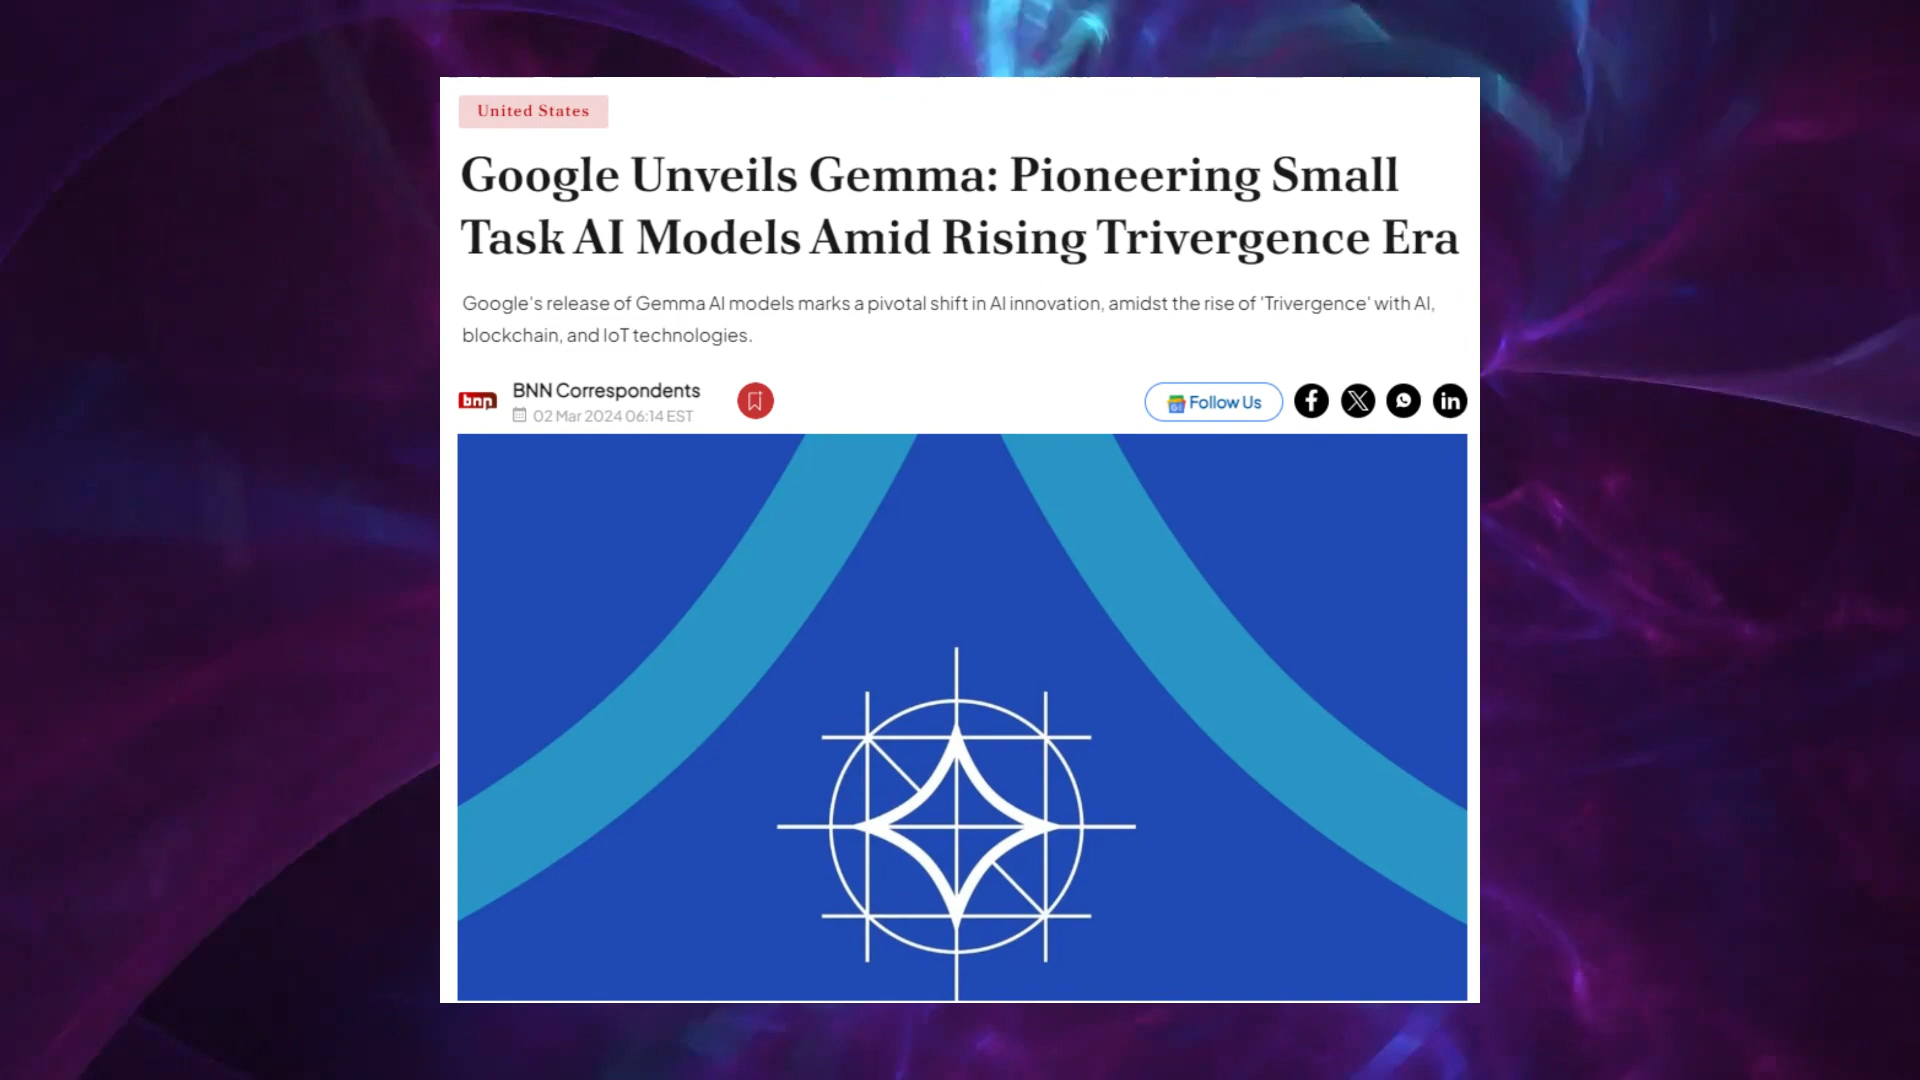 United States
Google Unveils Gemma: Pioneering Small
Task AI Models Amid Rising Trivergence Era
Google's release of Gemma AI models marks a pivotal shift in AI innovation, amidst the rise of 'Trivergence' with AI,
blockchain, and IoT technologies.
bnn
BNN Correspondents
02 Mar 2024 06:14 EST
Follow Us